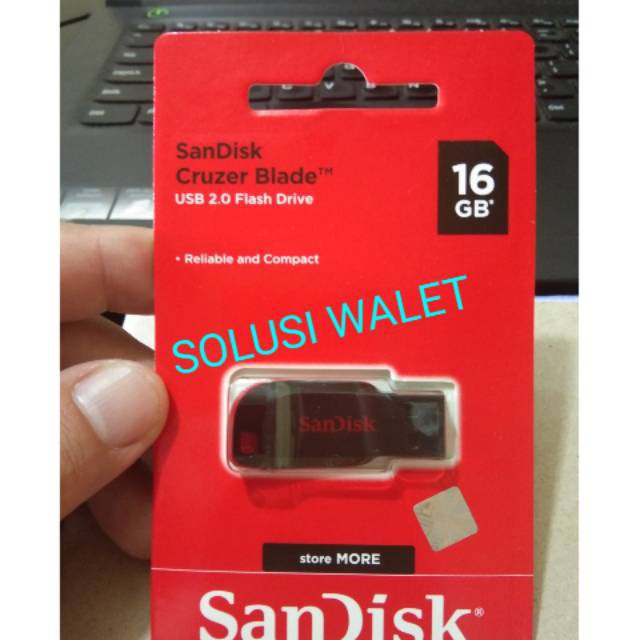 SanDisk
Cruzer Blade™
USB 2.0 Flash Drive
16
GB*
• Reliable and Compact
SOLUSI WALET
SanDisk
store MORE
SanDisk®